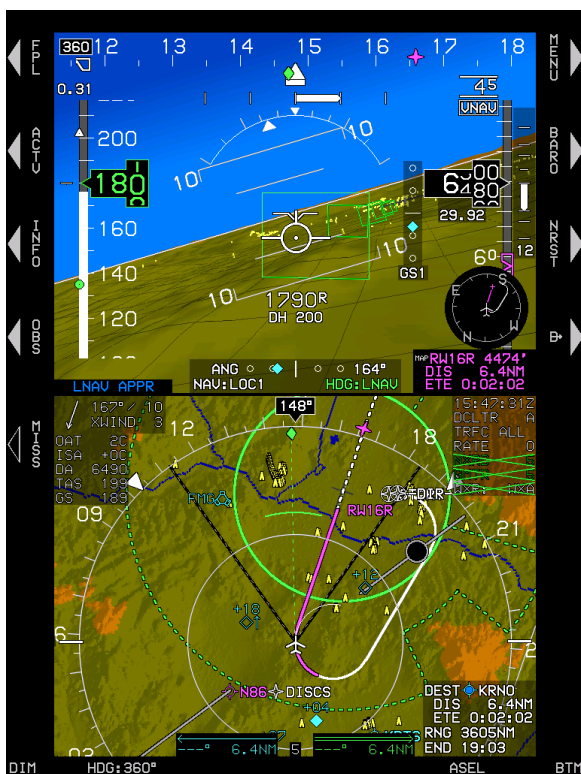 FPL
360 12 13 14 15 16 17 18
MENU
0.31
45
VNAV
ACTV
200
10
10
BARO
180
160
29.92
INFO
10
NRST
140
GS1
12
60
10
1790R
DH 200
E S
N W
OBS
120
ANG 164°
NAV:LOC1 HDG:LNAV
LNAV APPR
MAP RW16R 4474'
DIS 6.4NM
ETE 0:02:02
MISS
167°/ 10
XWIND 3
OAT 2C
ISA +0C
DA 6490
TAS 199
GS 189
148°
15:47:31Z
DCLTR A
TRFC ALL
RATE 0
12
18
09
FMG
RW16R
DIR
21
+12
+18
N86 DISCS
+04
DEST KRNO
DIS 6.4NM
ETE 0:02:02
RNG 3605NM
END 19:03
---° 6.4NM 5 ---° 6.4NM
DIM HDG:360° ASEL BTM